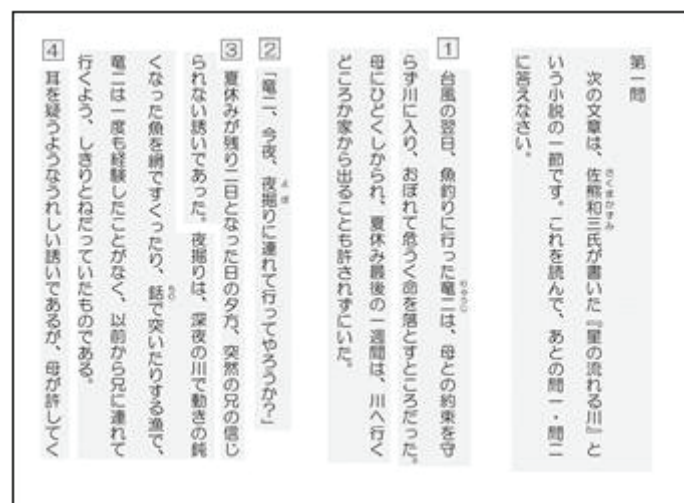 第一問
次の文章は、佐熊和三氏が書いた『星の流れる川』と
いう小説の一節です。これを読んで、あとの問一・問二
に答えなさい。
1 台風の翌日、魚釣りに行った竜二は、母との約束を守
らず川に入り、おぼれて危うく命を落とすところだった。
母にひどくしかられ、夏休み最後の一週間は、川へ行く
どころか家から出ることも許されずにいた。
2 「竜二、今夜、夜掘りに連れて行ってやろうか?」
3 夏休みが残り二日となった日の夕方、突然の兄の信じ
られない誘いであった。夜掘りは、深夜の川で動きの鈍
くなった魚を網ですくったり、銛で突いたりする漁で、
竜二は一度も経験したことがなく、以前から兄に連れて
行くよう、しきりとねだっていたものである。
4 耳を疑うようなうれしい誘いであるが、母が許してく